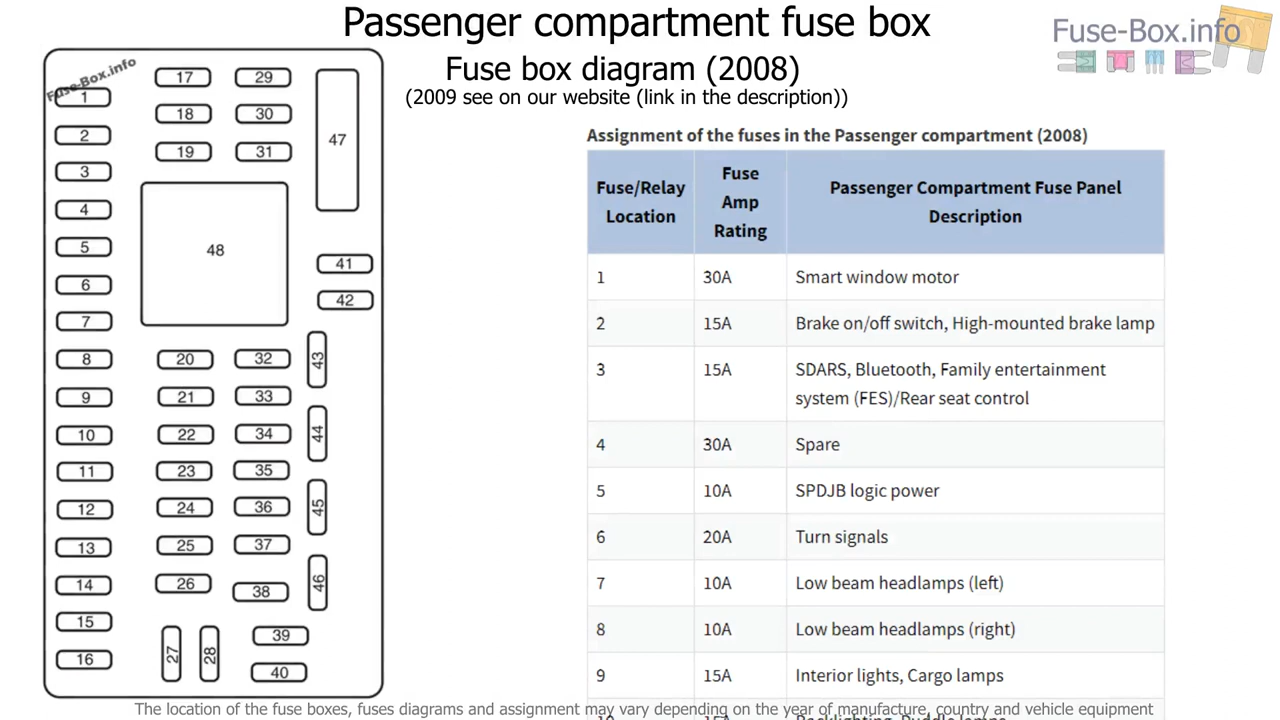 Passenger compartment fuse box
Fuse box diagram (2008)
(2009 see on our website (link in the description))
Fuse-Box.info
Fuse-Box.info
1
2
3
4
5
6
7
8
9
10
11
12
13
14
15
16
17
18
19
48
20
21
22
23
24
25
26
27
28
29
30
31
32
33
34
35
36
37
38
39
40
47
41
42
43
44
45
46
Assignment of the fuses in the Passenger compartment (2008)
Fuse/Relay Location
Fuse Amp Rating
Passenger Compartment Fuse Panel Description
1 30A Smart window motor
2 15A Brake on/off switch, High-mounted brake lamp
3 15A SDARS, Bluetooth, Family entertainment
system (FES)/Rear seat control
4 30A Spare
5 10A SPDJB logic power
6 20A Turn signals
7 10A Low beam headlamps (left)
8 10A Low beam headlamps (right)
9 15A Interior lights, Cargo lamps
10 15A Backlighting, Puddle lamps
The location of the fuse boxes, fuses diagrams and assignment may vary depending on the year of manufacture, country and vehicle equipment